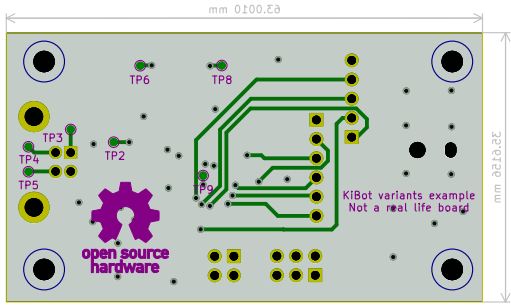 63.0010 mm
TP6
TP8
TP3
TP4
TP2
TP5
TP9
35.6156 mm
KiBot variants example
Not a real life board
open source
hardware